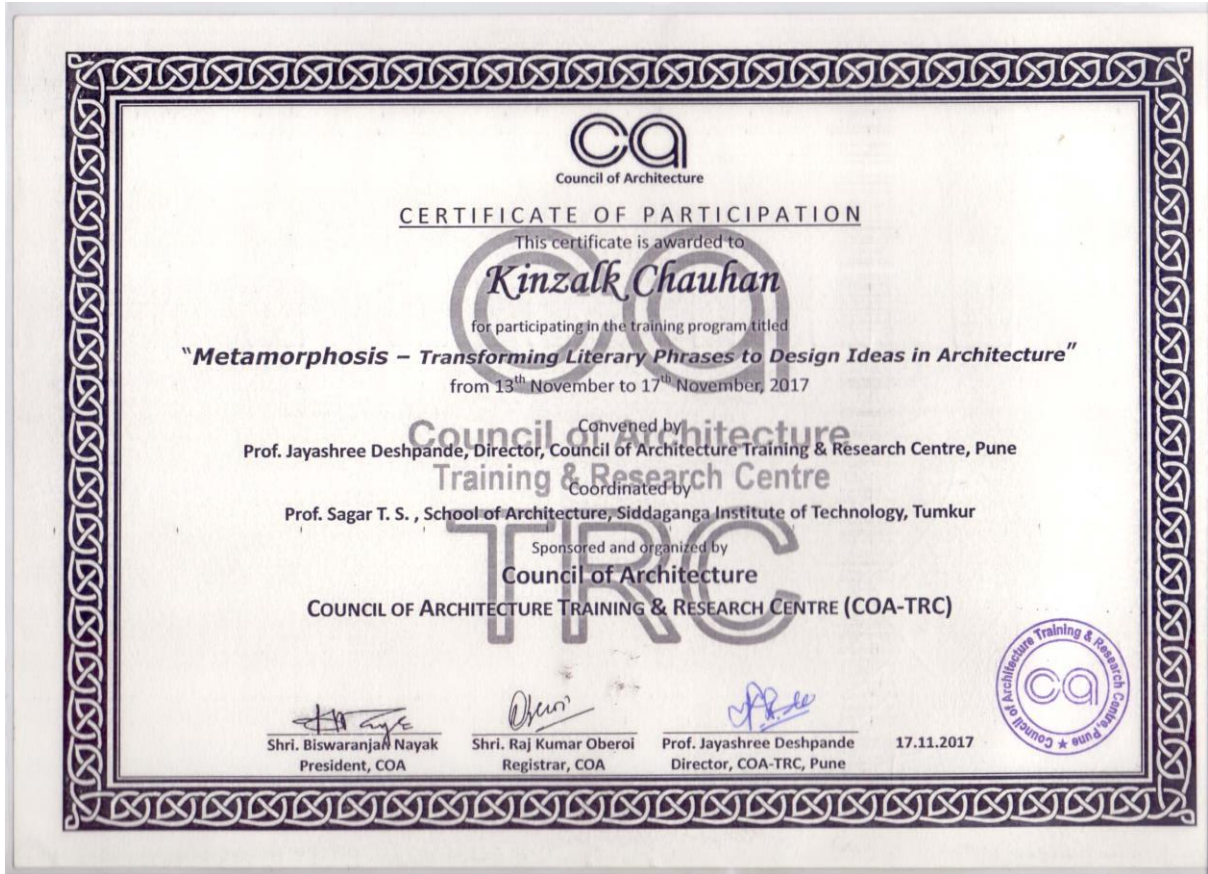 ca
Council of Architecture
CERTIFICATE OF PARTICIPATION
This certificate is awarded to
Kinzalk Chauhan
for participating in the training program titled
"Metamorphosis – Transforming Literary Phrases to Design Ideas in Architecture"
from 13th November to 17th November, 2017
Convened by
Prof. Jayashree Deshpande, Director, Council of Architecture Training & Research Centre, Pune
Coordinated by
Prof. Sagar T. S. , School of Architecture, Siddaganga Institute of Technology, Tumkur
Sponsored and organized by
Council of Architecture
COUNCIL OF ARCHITECTURE TRAINING & RESEARCH CENTRE (COA-TRC)
ca
Council of Architecture
Training & Research Centre
TRC
Shri. Biswaranjan Nayak
President, COA
Shri. Raj Kumar Oberoi
Registrar, COA
Prof. Jayashree Deshpande
Director, COA-TRC, Pune
17.11.2017
Council of Architecture Training & Research Centre, Pune
ca